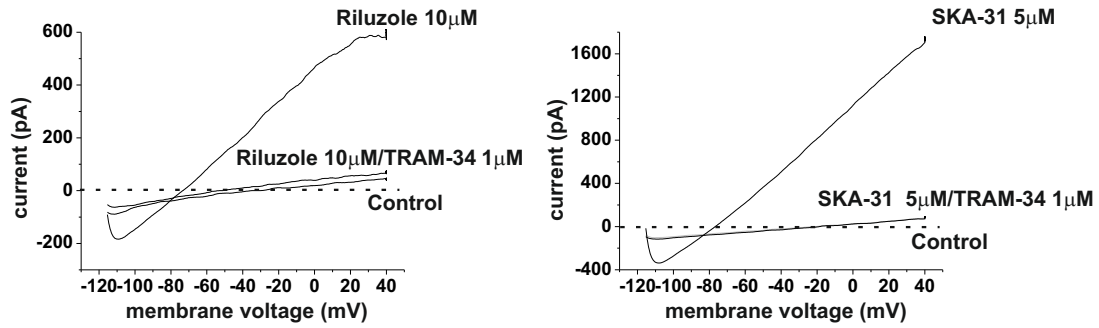 Riluzole 10μM
600
400
200
0
-200
current (pA)
Riluzole 10μM/TRAM-34 1μM
Control
-120 -100 -80 -60 -40 -20 0 20 40
membrane voltage (mV)
SKA-31 5μM
1600
1200
800
400
0
-400
current (pA)
SKA-31 5μM/TRAM-34 1μM
Control
-120 -100 -80 -60 -40 -20 0 20 40
membrane voltage (mV)